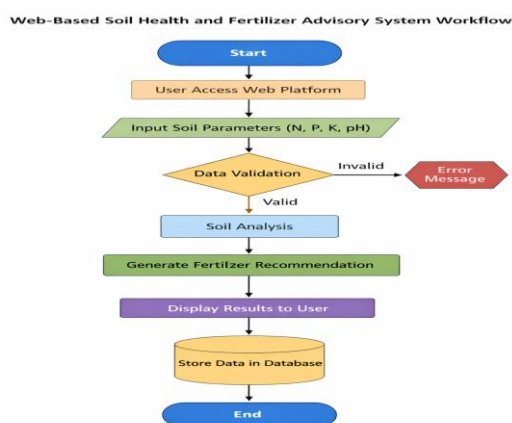 Web-Based Soil Health and Fertilizer Advisory System Workflow
Start
User Access Web Platform
Input Soil Parameters (N, P, K, pH)
Data Validation
Invalid
Error
Message
Valid
Soil Analysis
Generate Fertilzer Recommendation
Display Results to User
Store Data in Database
End